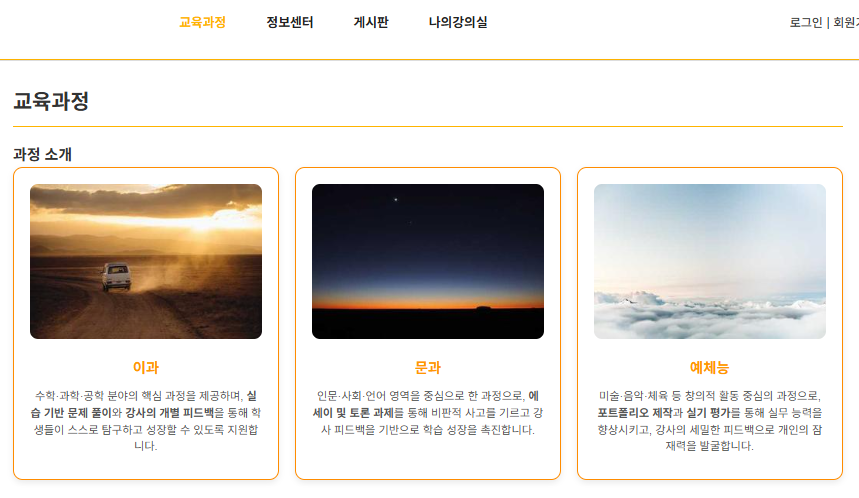 교육과정 정보센터 게시판 나의강의실 로그인 | 회원가
교육과정
과정 소개
이과
수학·과학·공학 분야의 핵심 과정을 제공하며, 실
습 기반 문제 풀이와 강사의 개별 피드백을 통해 학
생들이 스스로 탐구하고 성장할 수 있도록 지원합
니다.
문과
인문·사회·언어 영역을 중심으로 한 과정으로, 에
세이 및 토론 과제를 통해 비판적 사고를 기르고 강
사 피드백을 기반으로 학습 성장을 촉진합니다.
예체능
미술·음악·체육 등 창의적 활동 중심의 과정으로,
포트폴리오 제작과 실기 평가를 통해 실무 능력을
향상시키고, 강사의 세밀한 피드백으로 개인의 잠
재력을 발굴합니다.